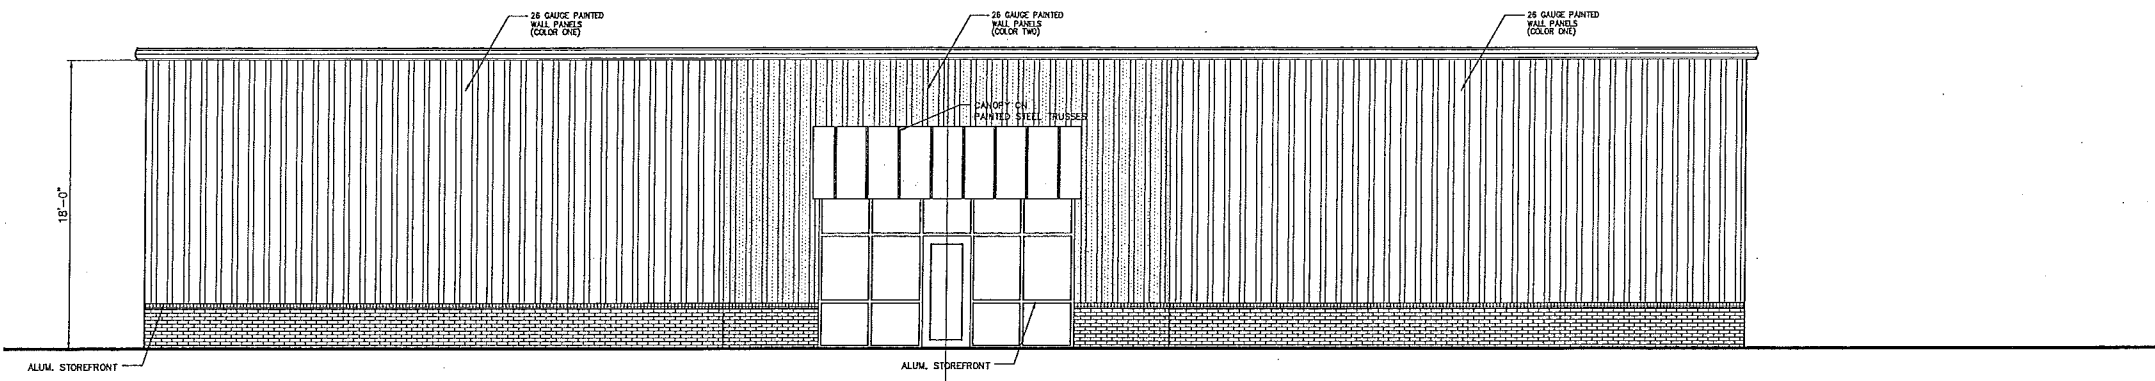 26 GAUGE PAINTED
WALL PANELS
(COLOR ONE)
26 GAUGE PAINTED
WALL PANELS
(COLOR TWO)
26 GAUGE PAINTED
WALL PANELS
(COLOR ONE)
CANOPY ON
PAINTED STEEL TRUSSES
18'-0"
ALUM. STOREFRONT
ALUM. STOREFRONT